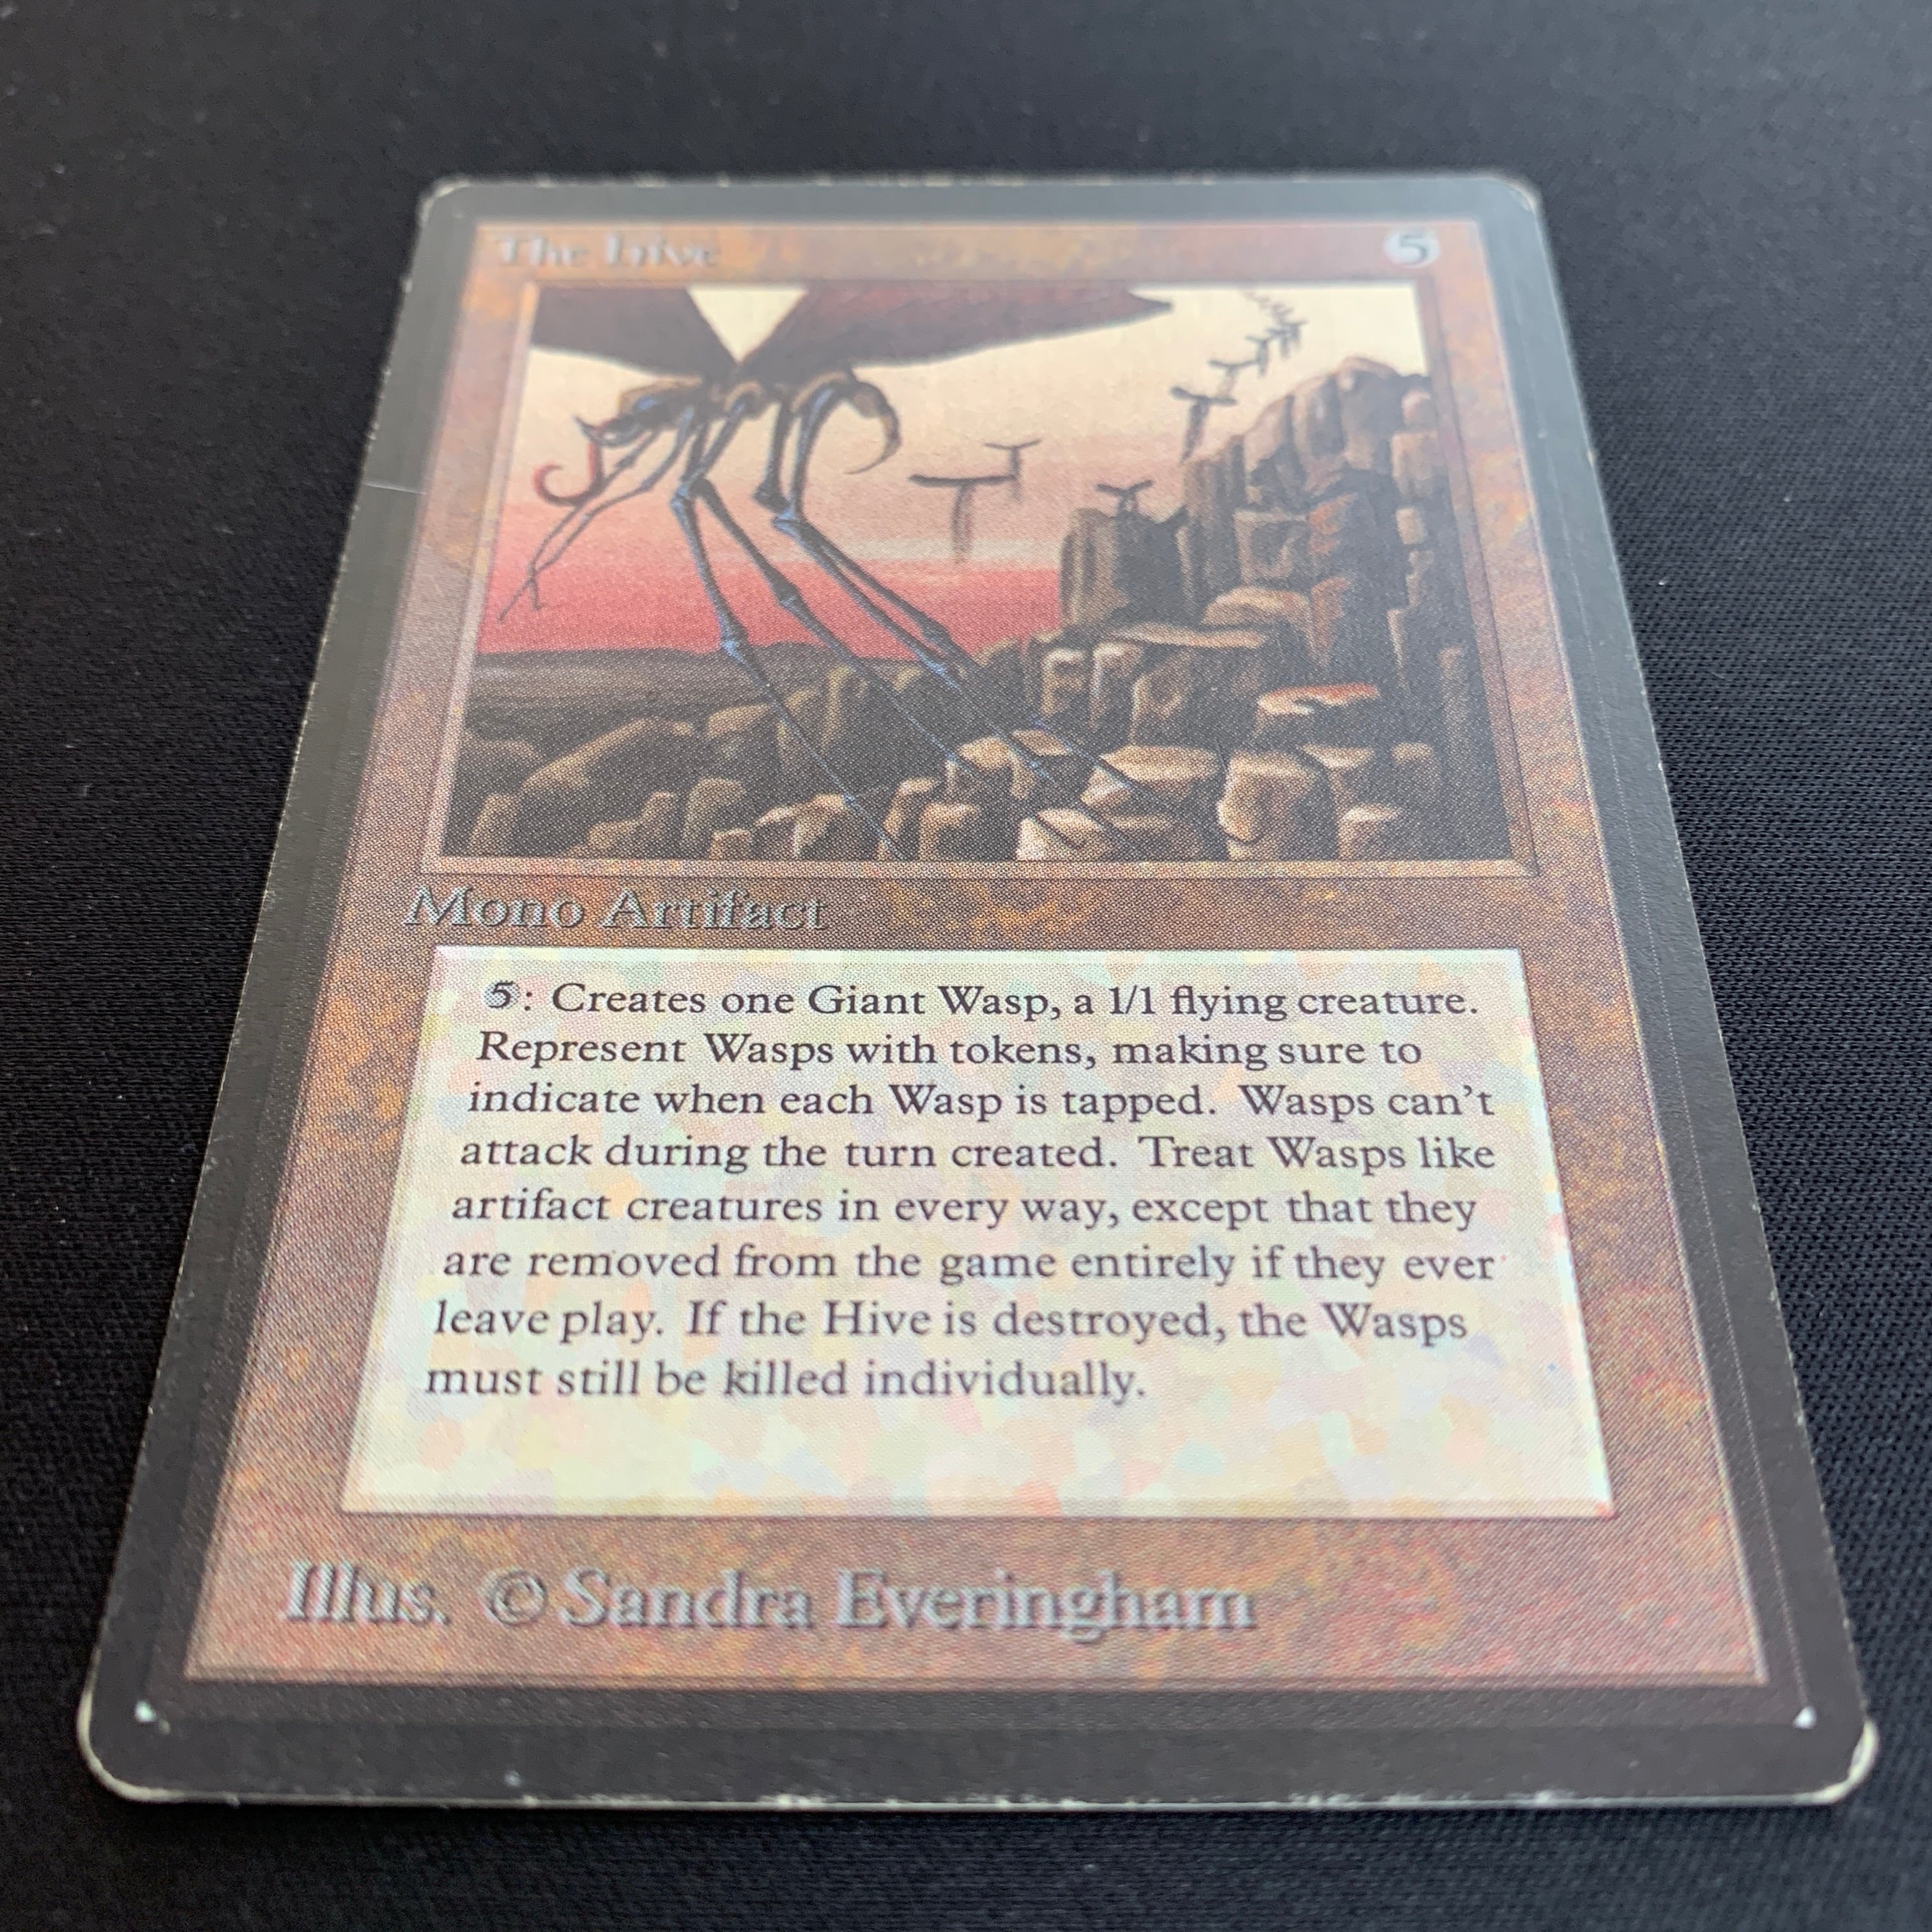 The Hive 5
Mono Artifact
5: Creates one Giant Wasp, a 1/1 flying creature.
Represent Wasps with tokens, making sure to
indicate when each Wasp is tapped. Wasps can't
attack during the turn created. Treat Wasps like
artifact creatures in every way, except that they
are removed from the game entirely if they ever
leave play. If the Hive is destroyed, the Wasps
must still be killed individually.
Illus. © Sandra Everingham